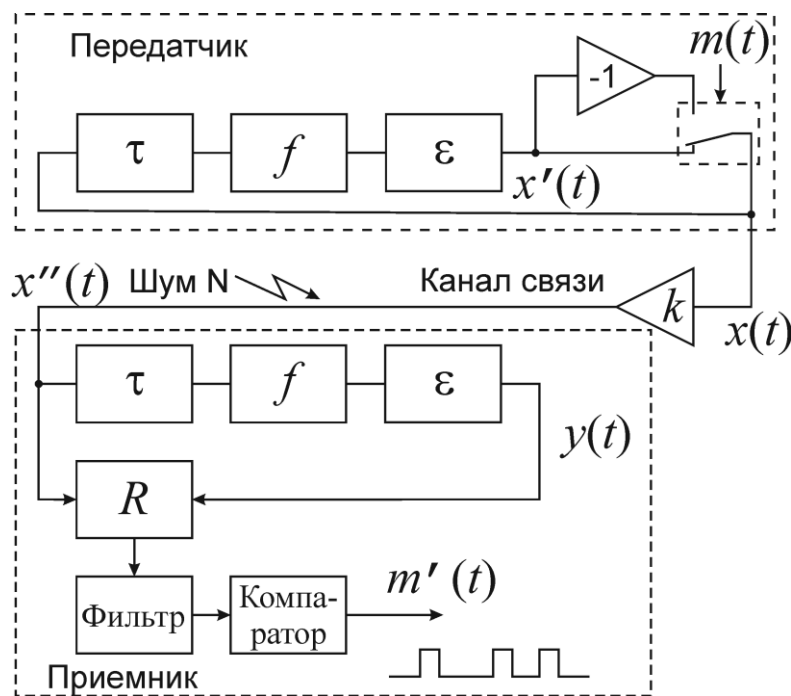 Передатчик
m(t)
-1
τ
f
ε
x'(t)
x''(t)
Шум N
Канал связи
k
x(t)
τ
f
ε
y(t)
R
Фильтр
Компа-
ратор
m' (t)
Приемник